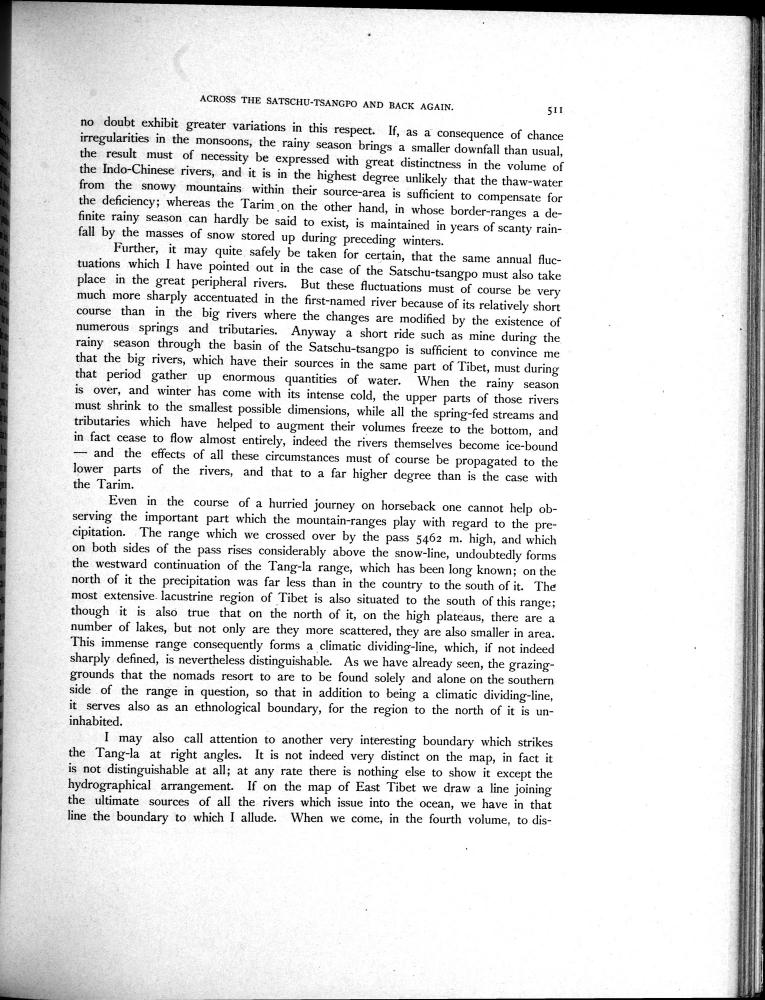 ACROSS THE SATSCHU-TSANGPO AND BACK AGAIN. 511
no doubt exhibit greater variations in this respect. If, as a consequence of chance
irregularities in the monsoons, the rainy season brings a smaller downfall than usual,
the result must of necessity be expressed with great distinctness in the volume of
the Indo-Chinese rivers, and it is in the highest degree unlikely that the thaw-water
from the snowy mountains within their source-area is sufficient to compensate for
the deficiency; whereas the Tarim on the other hand, in whose border-ranges a de-
finite rainy season can hardly be said to exist, is maintained in years of scanty rain-
fall by the masses of snow stored up during preceding winters.
Further, it may quite safely be taken for certain, that the same annual fluc-
tuations which I have pointed out in the case of the Satschu-tsangpo must also take
place in the great peripheral rivers. But these fluctuations must of course be very
much more sharply accentuated in the first-named river because of its relatively short
course than in the big rivers where the changes are modified by the existence of
numerous springs and tributaries. Anyway a short ride such as mine during the
rainy season through the basin of the Satschu-tsangpo is sufficient to convince me
that the big rivers, which have their sources in the same part of Tibet, must during
that period gather up enormous quantities of water. When the rainy season
is over, and winter has come with its intense cold, the upper parts of those rivers
must shrink to the smallest possible dimensions, while all the spring-fed streams and
tributaries which have helped to augment their volumes freeze to the bottom, and
in fact cease to flow almost entirely, indeed the rivers themselves become ice-bound
— and the effects of all these circumstances must of course be propagated to the
lower parts of the rivers, and that to a far higher degree than is the case with
the Tarim.
Even in the course of a hurried journey on horseback one cannot help ob-
serving the important part which the mountain-ranges play with regard to the pre-
cipitation. The range which we crossed over by the pass 5462 m. high, and which
on both sides of the pass rises considerably above the snow-line, undoubtedly forms
the westward continuation of the Tang-la range, which has been long known; on the
north of it the precipitation was far less than in the country to the south of it. The
most extensive lacustrine region of Tibet is also situated to the south of this range;
though it is also true that on the north of it, on the high plateaus, there are a
number of lakes, but not only are they more scattered, they are also smaller in area.
This immense range consequently forms a climatic dividing-line, which, if not indeed
sharply defined, is nevertheless distinguishable. As we have already seen, the grazing-
grounds that the nomads resort to are to be found solely and alone on the southern
side of the range in question, so that in addition to being a climatic dividing-line,
it serves also as an ethnological boundary, for the region to the north of it is un-
inhabited.
I may also call attention to another very interesting boundary which strikes
the Tang-la at right angles. It is not indeed very distinct on the map, in fact it
is not distinguishable at all; at any rate there is nothing else to show it except the
hydrographical arrangement. If on the map of East Tibet we draw a line joining
the ultimate sources of all the rivers which issue into the ocean, we have in that
line the boundary to which I allude. When we come, in the fourth volume, to dis-